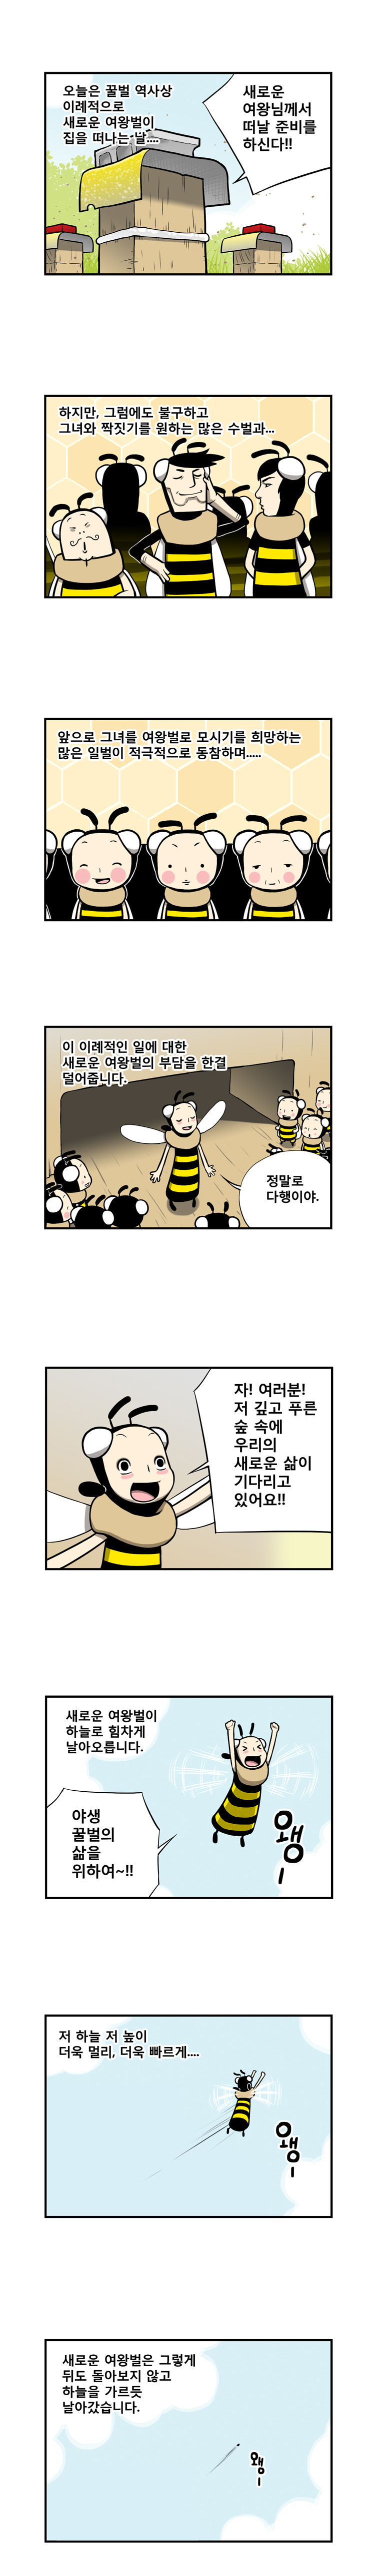 오늘은 꿀벌 역사상
이례적으로
새로운 여왕벌이
집을 떠나는 날....
새로운
여왕님께서
떠날 준비를
하신다!!
하지만, 그럼에도 불구하고
그녀와 짝짓기를 원하는 많은 수벌과...
앞으로 그녀를 여왕벌로 모시기를 희망하는
많은 일벌이 적극적으로 동참하며.....
이 이례적인 일에 대한
새로운 여왕벌의 부담을 한결
덜어줍니다.
정말로
다행이야.
자! 여러분!
저 깊고 푸른
숲 속에
우리의
새로운 삶이
기다리고
있어요!!
새로운 여왕벌이
하늘로 힘차게
날아오릅니다.
야생
꿀벌의
삶을
위하여~!!
왱-
저 하늘 저 높이
더욱 멀리, 더욱 빠르게....
왱-
새로운 여왕벌은 그렇게
뒤도 돌아보지 않고
하늘을 가르듯
날아갔습니다.
왱-